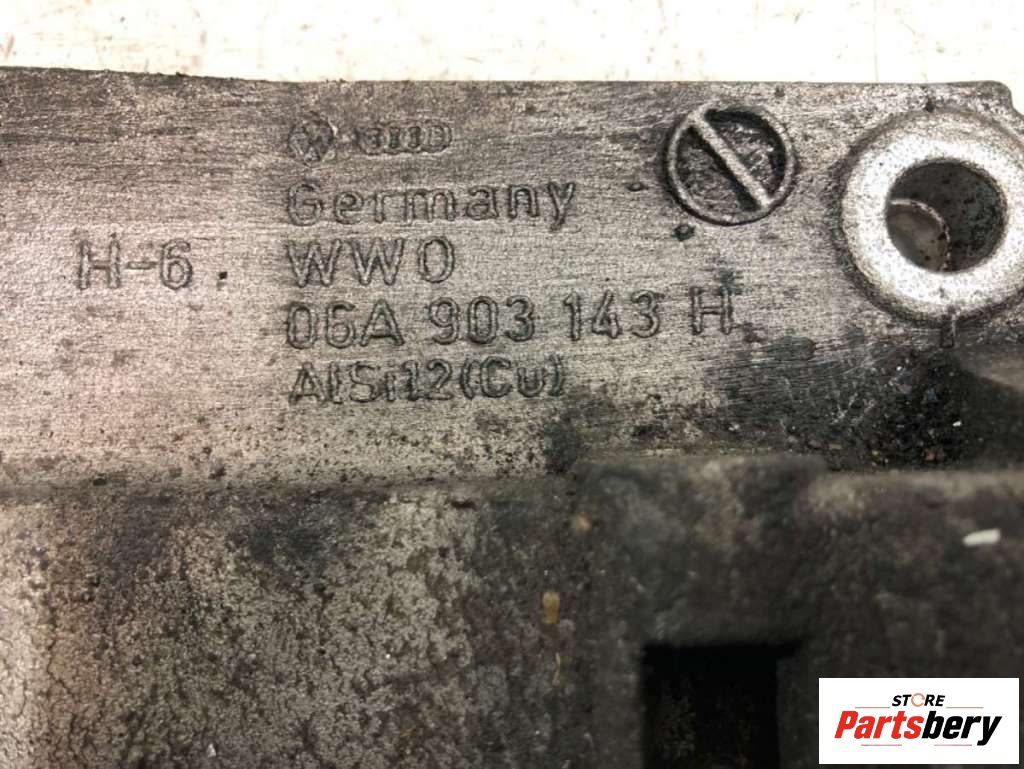 Germany
H-6 WWO
06A 903 143 H
AlSi12(Cu)
STORE
Partsbery